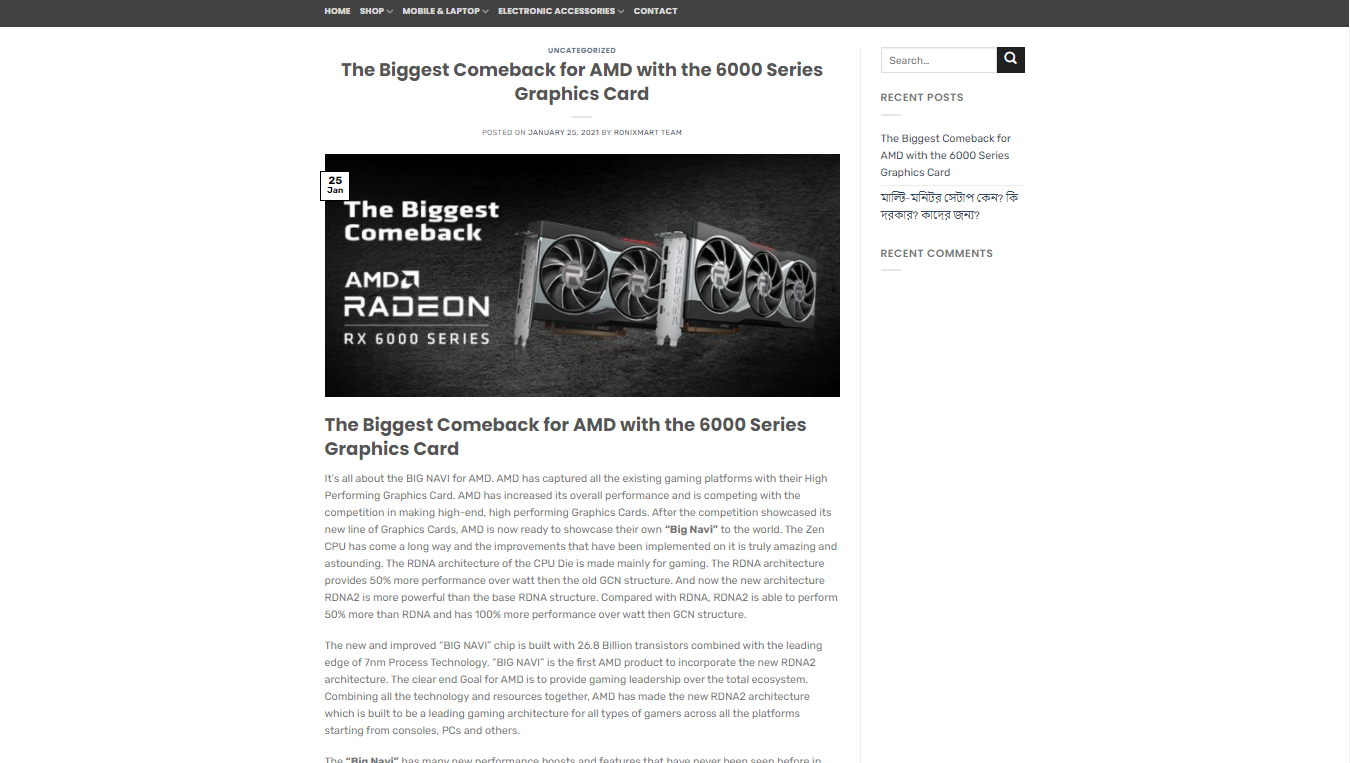 HOME SHOP MOBILE & LAPTOP ELECTRONIC ACCESSORIES CONTACT
UNCATEGORIZED
The Biggest Comeback for AMD with the 6000 Series
Graphics Card
POSTED ON JANUARY 25, 2021 BY RONIXMART TEAM
25
Jan
The Biggest
Comeback
AMD
RADEON
RX 6000 SERIES
RADEON
The Biggest Comeback for AMD with the 6000 Series
Graphics Card
It's all about the BIG NAVI for AMD. AMD has captured all the existing gaming platforms with their High
Performing Graphics Card. AMD has increased its overall performance and is competing with the
competition in making high-end, high performing Graphics Cards. After the competition showcased its
new line of Graphics Cards, AMD is now ready to showcase their own “Big Navi” to the world. The Zen
CPU has come a long way and the improvements that have been implemented on it is truly amazing and
astounding. The RDNA architecture of the CPU Die is made mainly for gaming. The RDNA architecture
provides 50% more performance over watt then the old GCN structure. And now the new architecture
RDNA2 is more powerful than the base RDNA structure. Compared with RDNA, RDNA2 is able to perform
50% more than RDNA and has 100% more performance over watt then GCN structure.
The new and improved “BIG NAVI” chip is built with 26.8 Billion transistors combined with the leading
edge of 7nm Process Technology. “BIG NAVI” is the first AMD product to incorporate the new RDNA2
architecture. The clear end Goal for AMD is to provide gaming leadership over the total ecosystem.
Combining all the technology and resources together, AMD has made the new RDNA2 architecture
which is built to be a leading gaming architecture for all types of gamers across all the platforms
starting from consoles, PCs and others.
The “Big Navi” has many new performance boosts and features that have never been seen before in
Search...
RECENT POSTS
The Biggest Comeback for
AMD with the 6000 Series
Graphics Card
মাল্টি-মনিটর সেটাপ কেন? কি
দরকার? কাদের জন্য?
RECENT COMMENTS